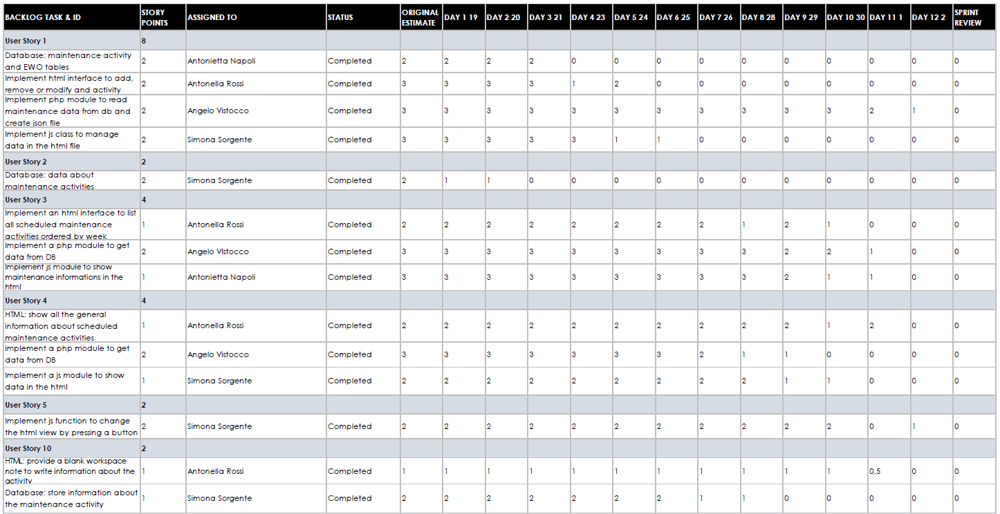 BACKLOG TASK & ID STORY POINTS ASSIGNED TO STATUS ORIGINAL ESTIMATE DAY 1 19 DAY 2 20 DAY 3 21 DAY 4 23 DAY 5 24 DAY 6 25 DAY 7 26 DAY 8 28 DAY 9 29 DAY 10 30 DAY 11 1 DAY 12 2 SPRINT REVIEW
User Story 1 8
Database: maintenance activity and EWO tables 2 Antonietta Napoli Completed 2 2 2 2 0 0 0 0 0 0 0 0 0 0
Implement html interface to add, remove or modify and activity 2 Antonella Rossi Completed 3 3 3 3 1 2 0 0 0 0 0 0 0 0
Implement php module to read maintenance data from db and create json file 2 Angelo Vistocco Completed 3 3 3 3 3 3 3 3 3 3 3 2 1 0
Implement js class to manage data in the html file 2 Simona Sorgente Completed 3 3 3 3 3 1 1 0 0 0 0 0 0 0
User Story 2 2
Database: data about maintenance activities 2 Simona Sorgente Completed 2 1 1 0 0 0 0 0 0 0 0 0 0 0
User Story 3 4
Implement an html interface to list all scheduled maintenance activities ordered by week 1 Antonella Rossi Completed 2 2 2 2 2 2 2 2 1 2 1 0 0 0
Implement a php module to get data from DB 2 Angelo Vistocco Completed 3 3 3 3 3 3 3 3 3 2 2 1 0 0
Implement js module to show maintenance informations in the html 1 Antonietta Napoli Completed 3 3 3 3 3 3 3 3 3 2 1 1 0 0
User Story 4 4
HTML: show all the general information about scheduled maintenance activities 1 Antonella Rossi Completed 2 2 2 2 2 2 2 2 2 2 1 2 0 0
Implement a php module to get data from DB 2 Angelo Vistocco Completed 3 3 3 3 3 3 3 2 1 1 0 0 0 0
Implement a js module to show data in the html 1 Simona Sorgente Completed 2 2 2 2 2 2 2 2 2 1 1 0 0 0
User Story 5 2
Implement js function to change the html view by pressing a button 2 Simona Sorgente Completed 2 2 2 2 2 2 2 2 2 2 2 0 1 0
User Story 10 2
HTML: provide a blank workspace note to write information about the activity 1 Antonella Rossi Completed 1 1 1 1 1 1 1 1 1 1 1 0,5 0 0
Database: store information about the maintenance activity 1 Simona Sorgente Completed 2 2 2 2 2 2 2 1 1 0 0 0 0 0